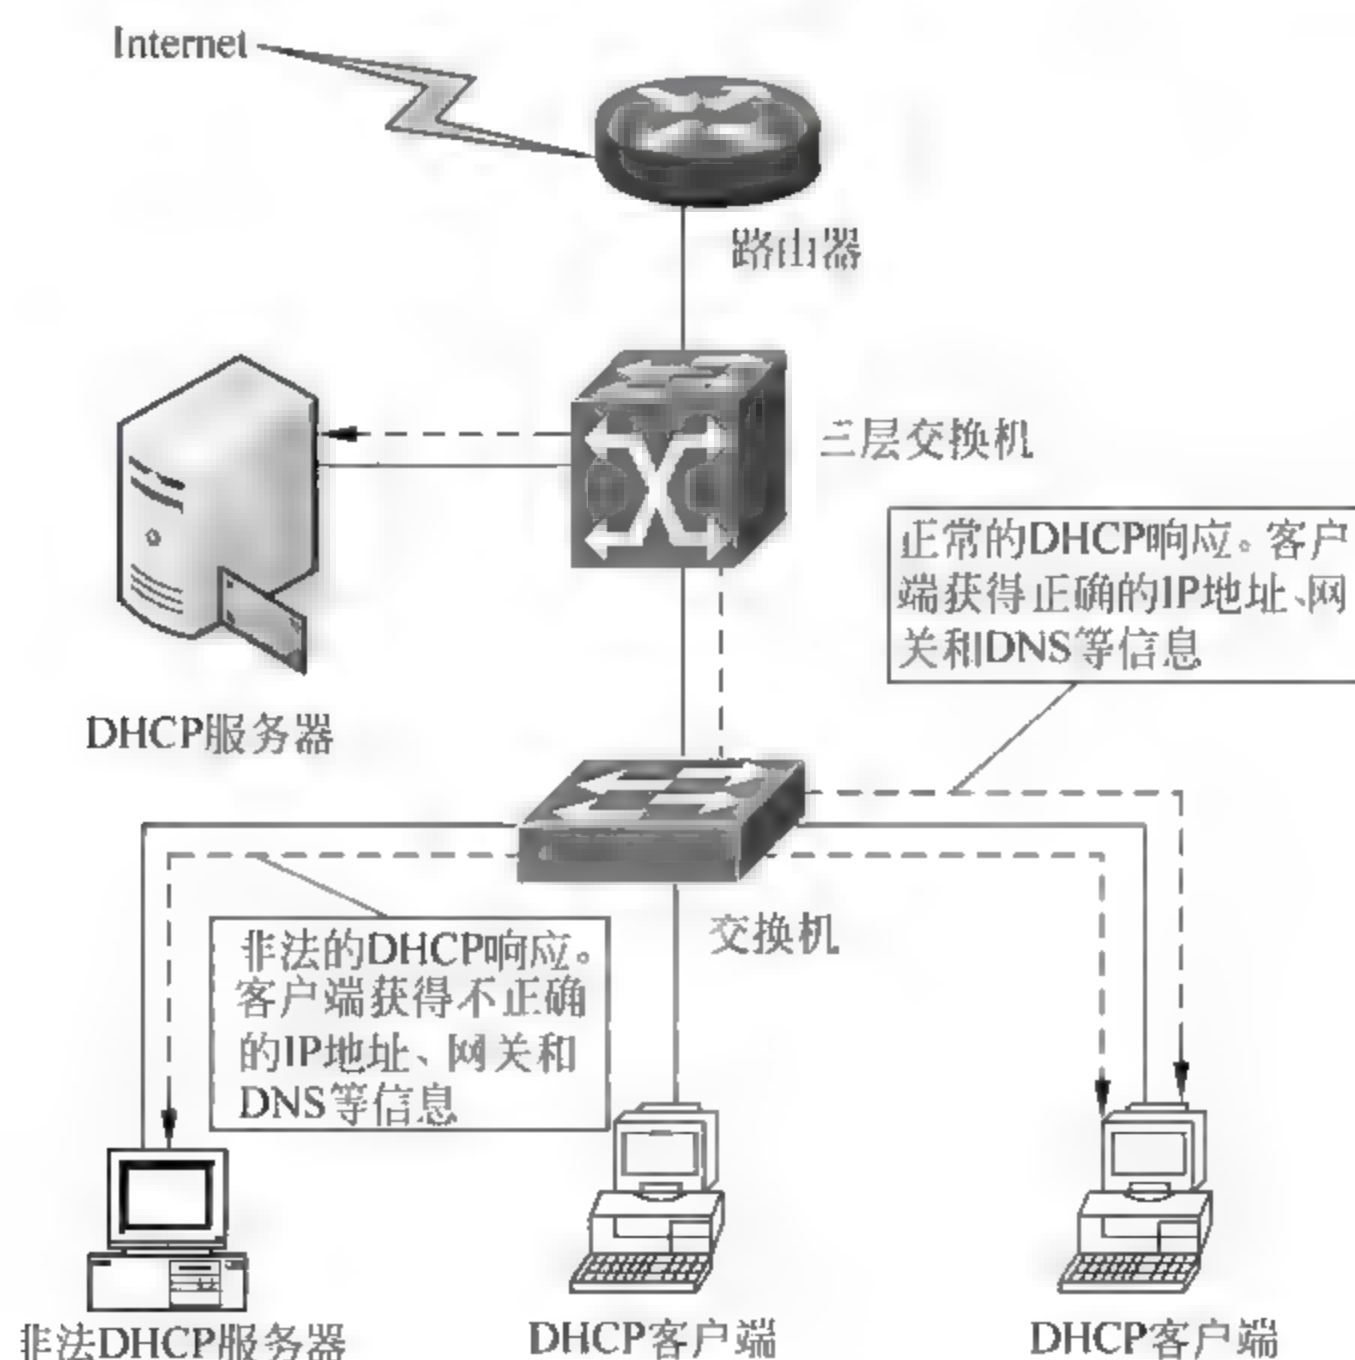 Internet
路由器
三层交换机
正常的DHCP响应。客户
端获得正确的IP地址、网
关和DNS等信息
DHCP服务器
交换机
非法的DHCP响应。
客户端获得不正确
的IP地址、网关和
DNS等信息
非法DHCP服务器
DHCP客户端
DHCP客户端